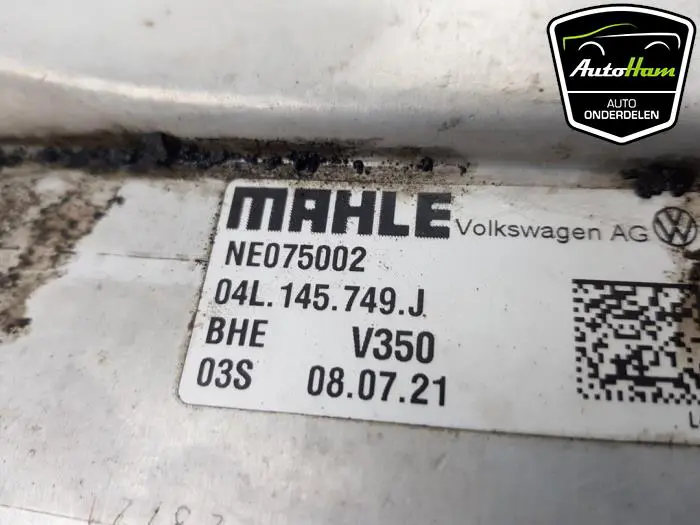 AutoHam
AUTO
ONDERDELEN
MAHLE Volkswagen AG
NE075002
04L.145.749.J
BHE V350
03S 08.07.21